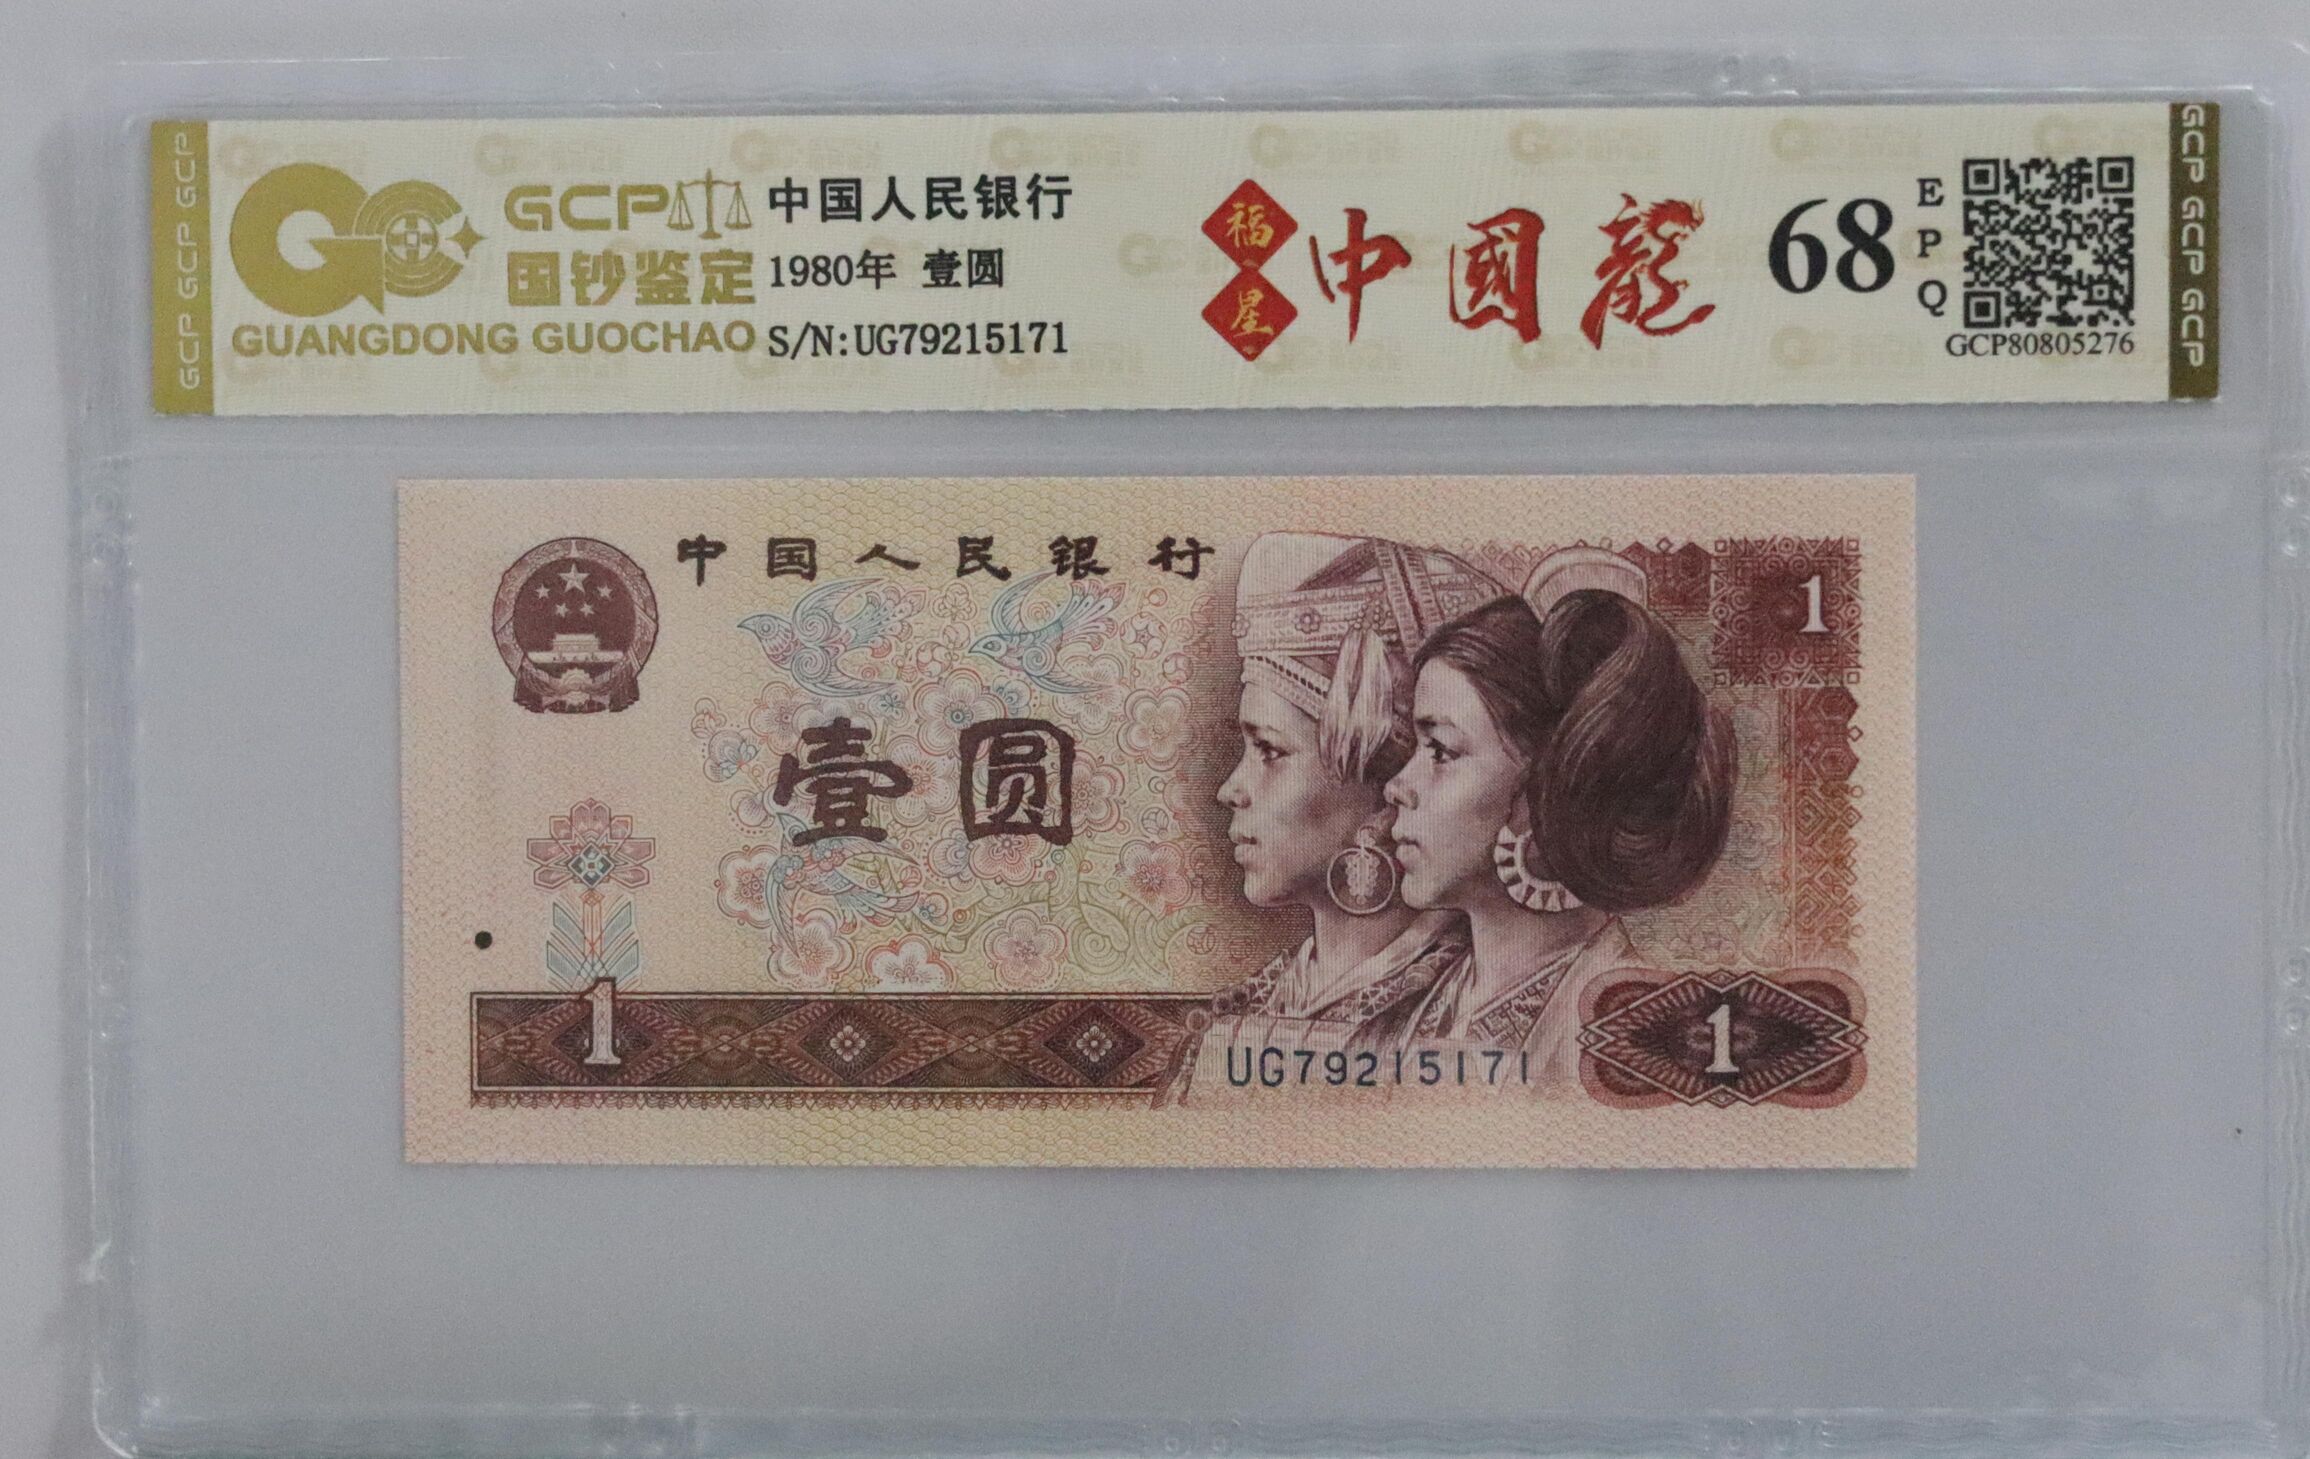 GCP GCP GCP
GCP
国钞鉴定
GUANGDONG GUOCHAO
中国人民银行
1980年 壹圆
S/N:UG79215171
福星
中國龍
68
EPQ
GCP80805276
GCP GCP GCP
中国人民银行
1
壹圆
1
1
UG79215171